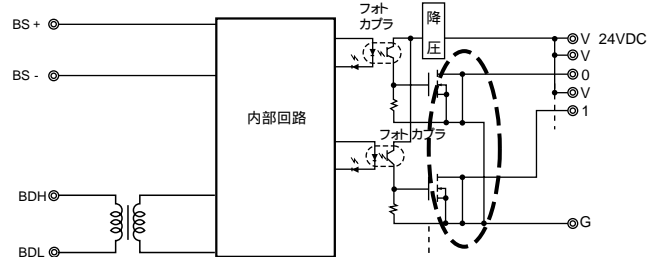 フォト
カプラ
降
圧
BS +
V 24VDC
V
BS -
0
V
内部回路
1
フォトカプラ
BDH
G
BDL